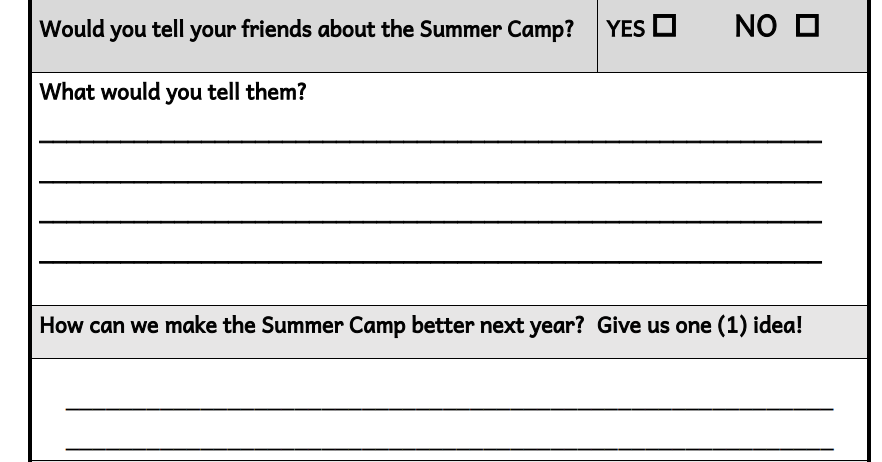 Would you tell your friends about the Summer Camp? YES ☐ NO ☐
What would you tell them?
How can we make the Summer Camp better next year? Give us one (1) idea!